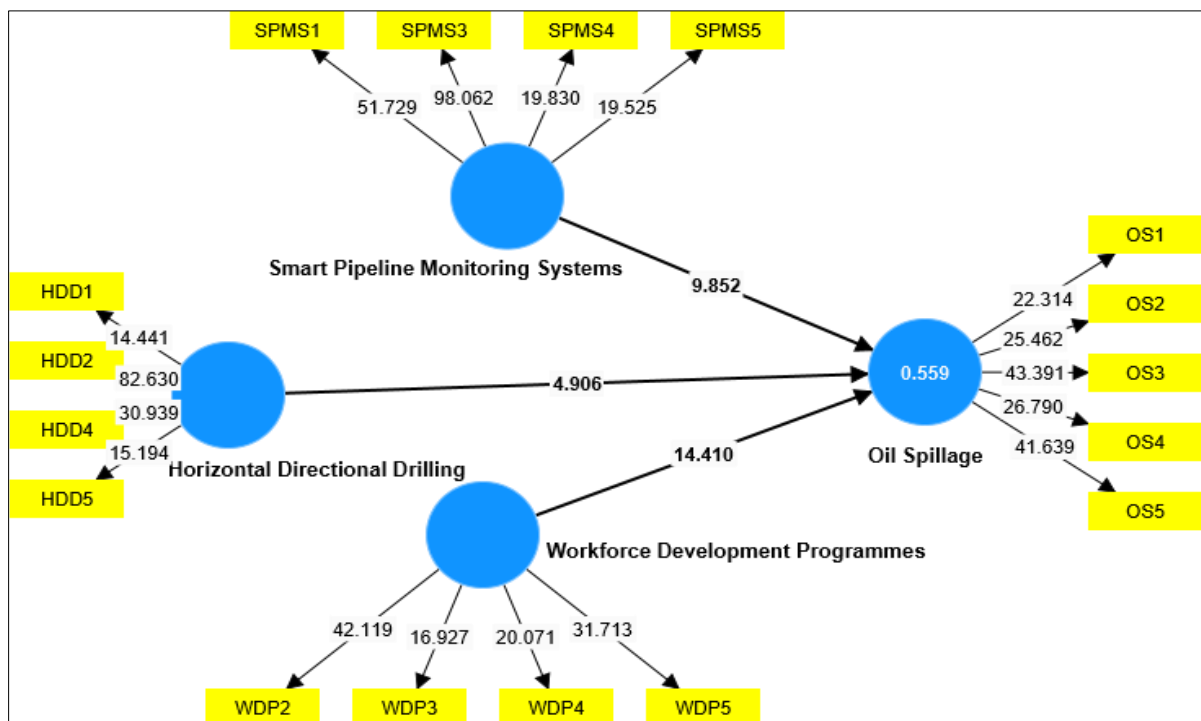 SPMS1 SPMS3 SPMS4 SPMS5
51.729 98.062 19.830 19.525
Smart Pipeline Monitoring Systems
9.852
HDD1
HDD2
HDD4
HDD5
14.441
82.630
30.939
15.194
Horizontal Directional Drilling
4.906
14.410
0.559
Oil Spillage
OS1
OS2
OS3
OS4
OS5
22.314
25.462
43.391
26.790
41.639
Workforce Development Programmes
42.119 16.927 20.071 31.713
WDP2 WDP3 WDP4 WDP5